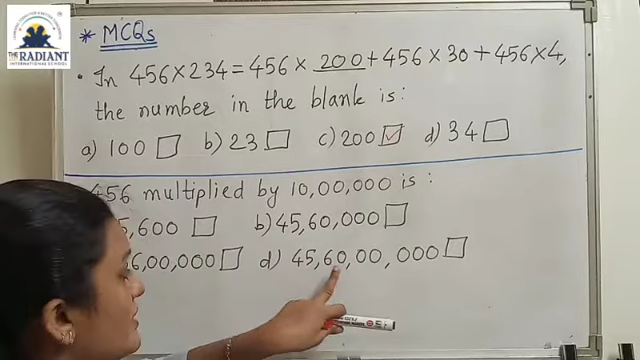 THE RADIANT
INTERNATIONAL SCHOOL
* MCQs
• In 456×234 = 456 × 200 + 456 × 30 + 456 × 4,
the number in the blank is:
a) 100 b) 23 c) 200 ✓ d) 34
456 multiplied by 10,00,000 is :
5,600 b) 45,60,000
6,00,000 d) 45,60,00,000